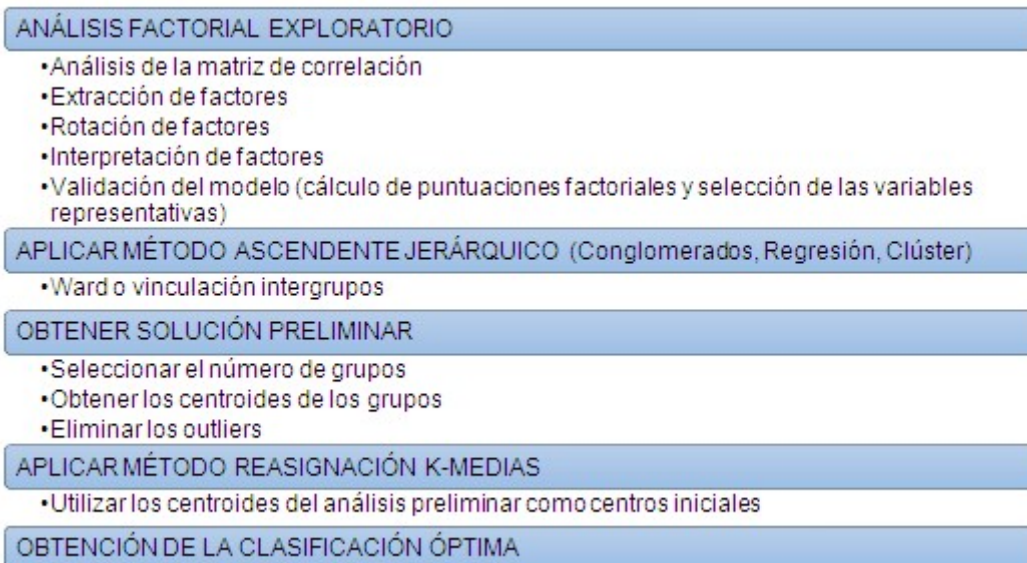 ANÁLISIS FACTORIAL EXPLORATORIO
•Análisis de la matriz de correlación
•Extracción de factores
•Rotación de factores
•Interpretación de factores
•Validación del modelo (cálculo de puntuaciones factoriales y selección de las variables
representativas)
APLICAR MÉTODO ASCENDENTE JERÁRQUICO (Conglomerados, Regresión, Clúster)
•Ward o vinculación intergrupos
OBTENER SOLUCIÓN PRELIMINAR
•Seleccionar el número de grupos
•Obtener los centroides de los grupos
•Eliminar los outliers
APLICAR MÉTODO REASIGNACIÓN K-MEDIAS
•Utilizar los centroides del análisis preliminar como centros iniciales
OBTENCIÓN DE LA CLASIFICACIÓN ÓPTIMA